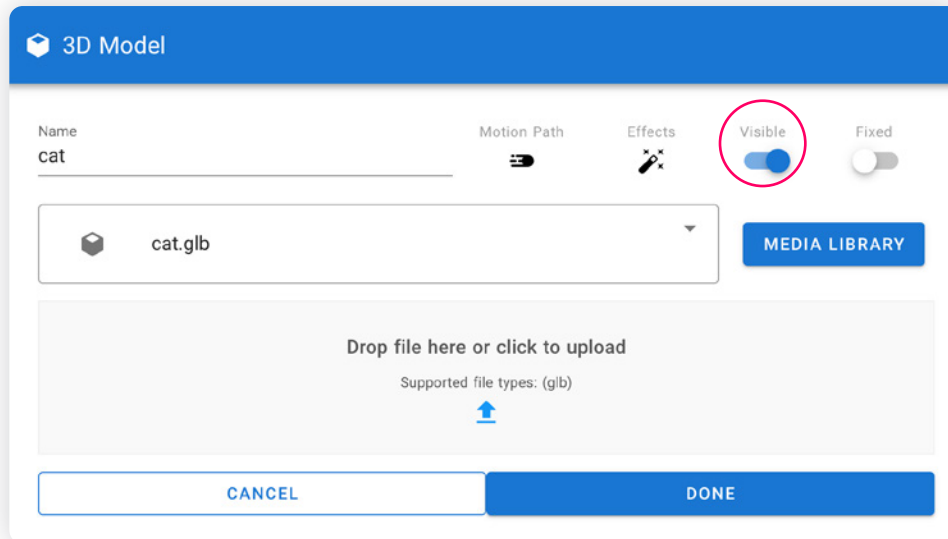 3D Model
Name
cat
Motion Path
Effects
Visible
Fixed
cat.glb
MEDIA LIBRARY
Drop file here or click to upload
Supported file types: (glb)
CANCEL
DONE